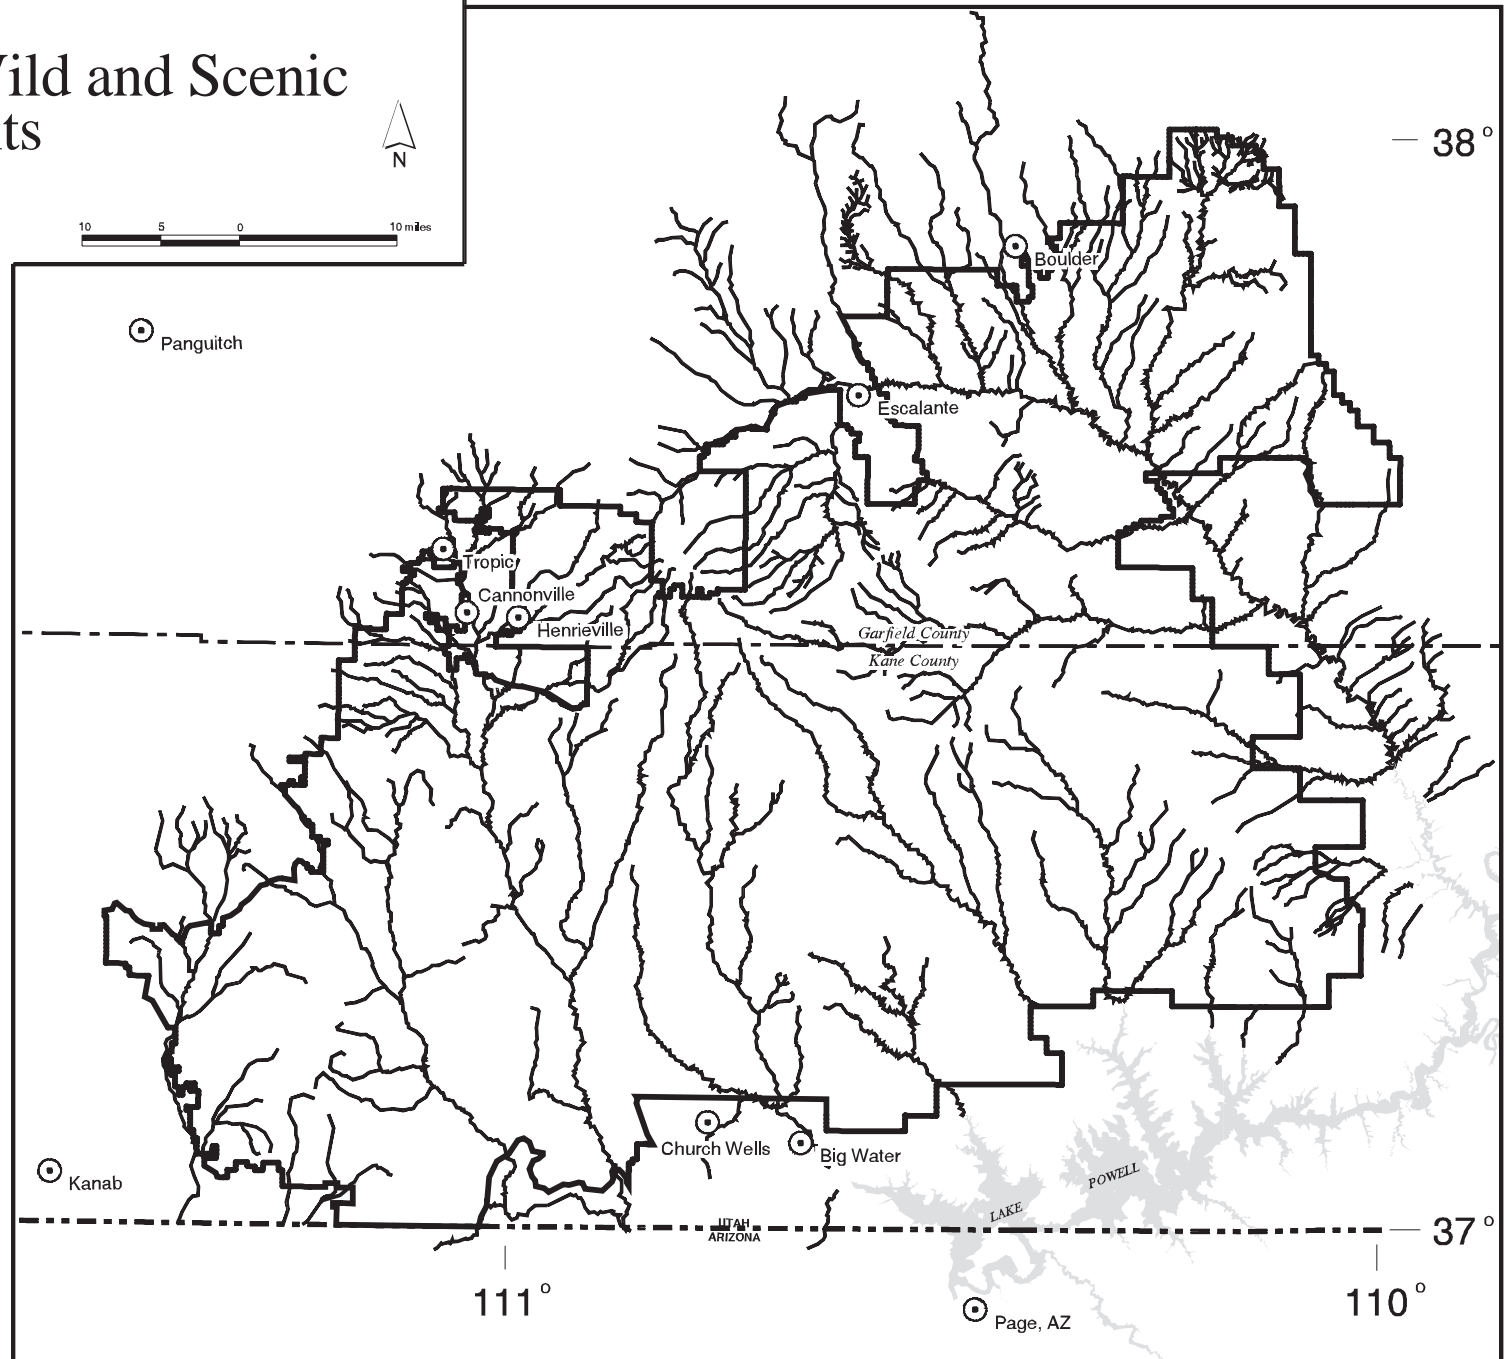 Wild and Scenic
ts
N
10 5 0 10 miles
38°
Boulder
Panguitch
Escalante
Tropic
Cannonville
Henrieville
Garfield County
Kane County
Church Wells
Big Water
Kanab
POWELL
LAKE
UTAH
ARIZONA
37°
111°
110°
Page, AZ